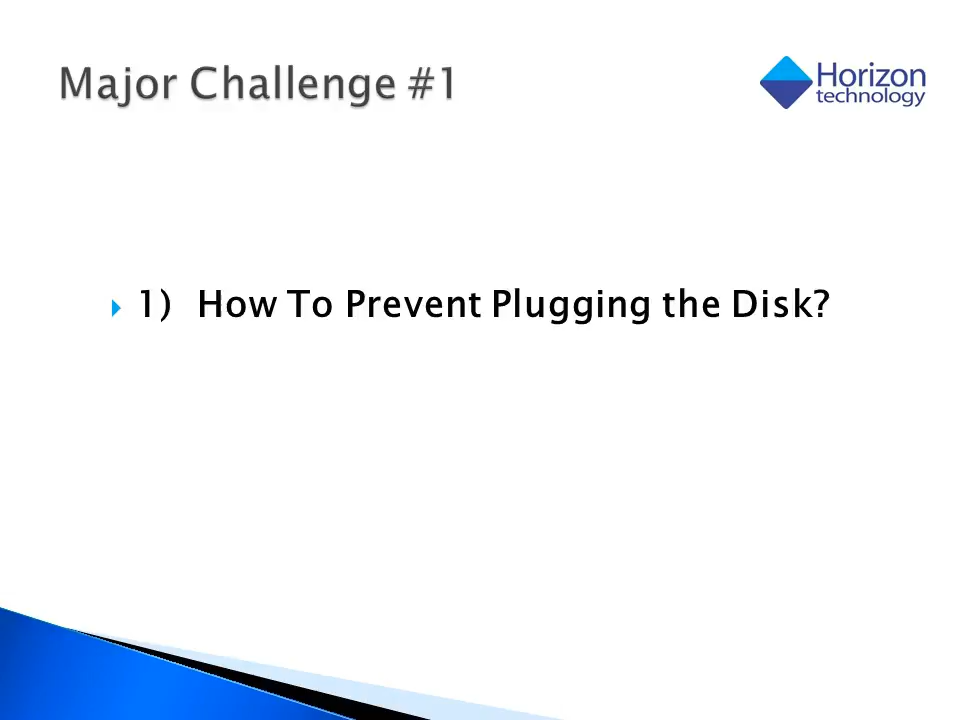 Major Challenge #1
Horizon
technology
1) How To Prevent Plugging the Disk?